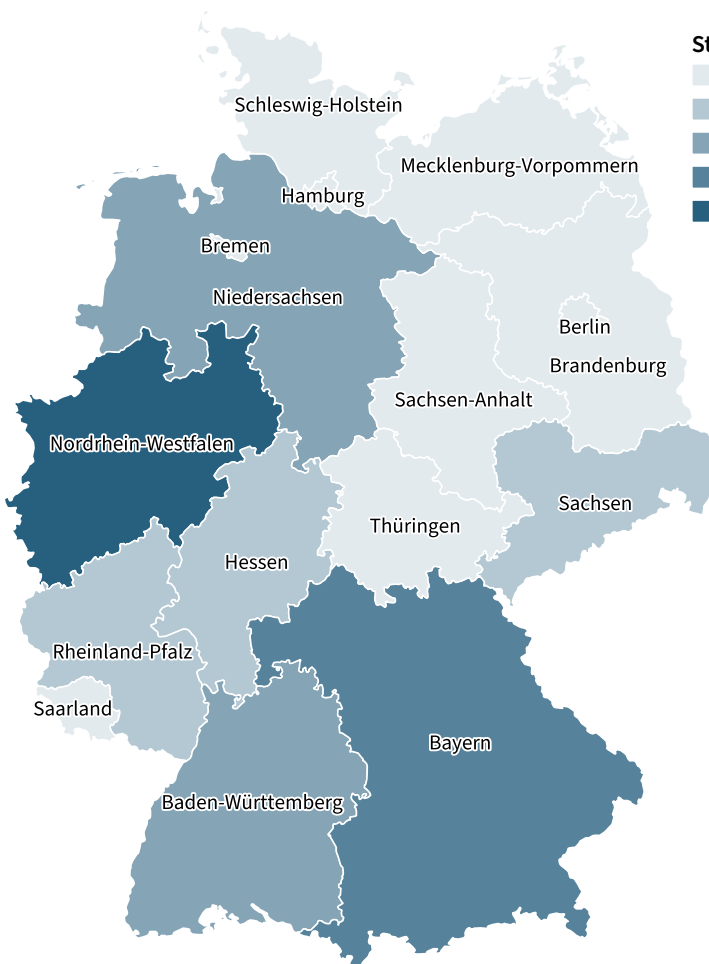 St
Schleswig-Holstein
Mecklenburg-Vorpommern
Hamburg
Bremen
Niedersachsen
Berlin
Brandenburg
Sachsen-Anhalt
Nordrhein-Westfalen
Sachsen
Thüringen
Hessen
Rheinland-Pfalz
Saarland
Bayern
Baden-Württemberg